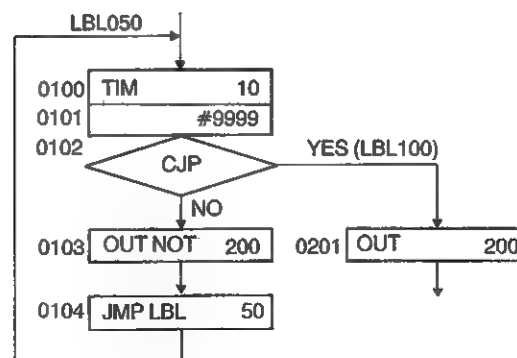 LBL050
0100 TIM 10
0101 #9999
0102 CJP YES (LBL100)
NO
0103 OUT NOT 200 0201 OUT 200
0104 JMP LBL 50